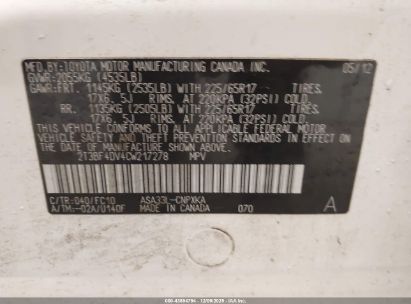 MFD. BY: TOYOTA MOTOR MANUFACTURING CANADA INC. 05/12
GVWR: 2055KG (4535LB)
GAWR:FRT. 1145KG (2535LB) WITH 225/65R17 TIRES.
17X6. 5J RIMS. AT 220KPA (32PSI) COLD.
RR. 1135KG (2505LB) WITH 225/65R17 TIRES.
17X6. 5J RIMS. AT 220KPA (32PSI) COLD.
THIS VEHICLE CONFORMS TO ALL APPLICABLE FEDERAL MOTOR
VEHICLE SAFETY AND THEFT PREVENTION STANDARDS IN EFFECT ON
THE DATE OF MANUFACTURE SHOWN ABOVE.
2T3BF4DV4CW217278 MPV
C/TR:040/FC10 ASA33L-CNPXKA
A/TM:-02A/U140F MADE IN CANADA 070 A